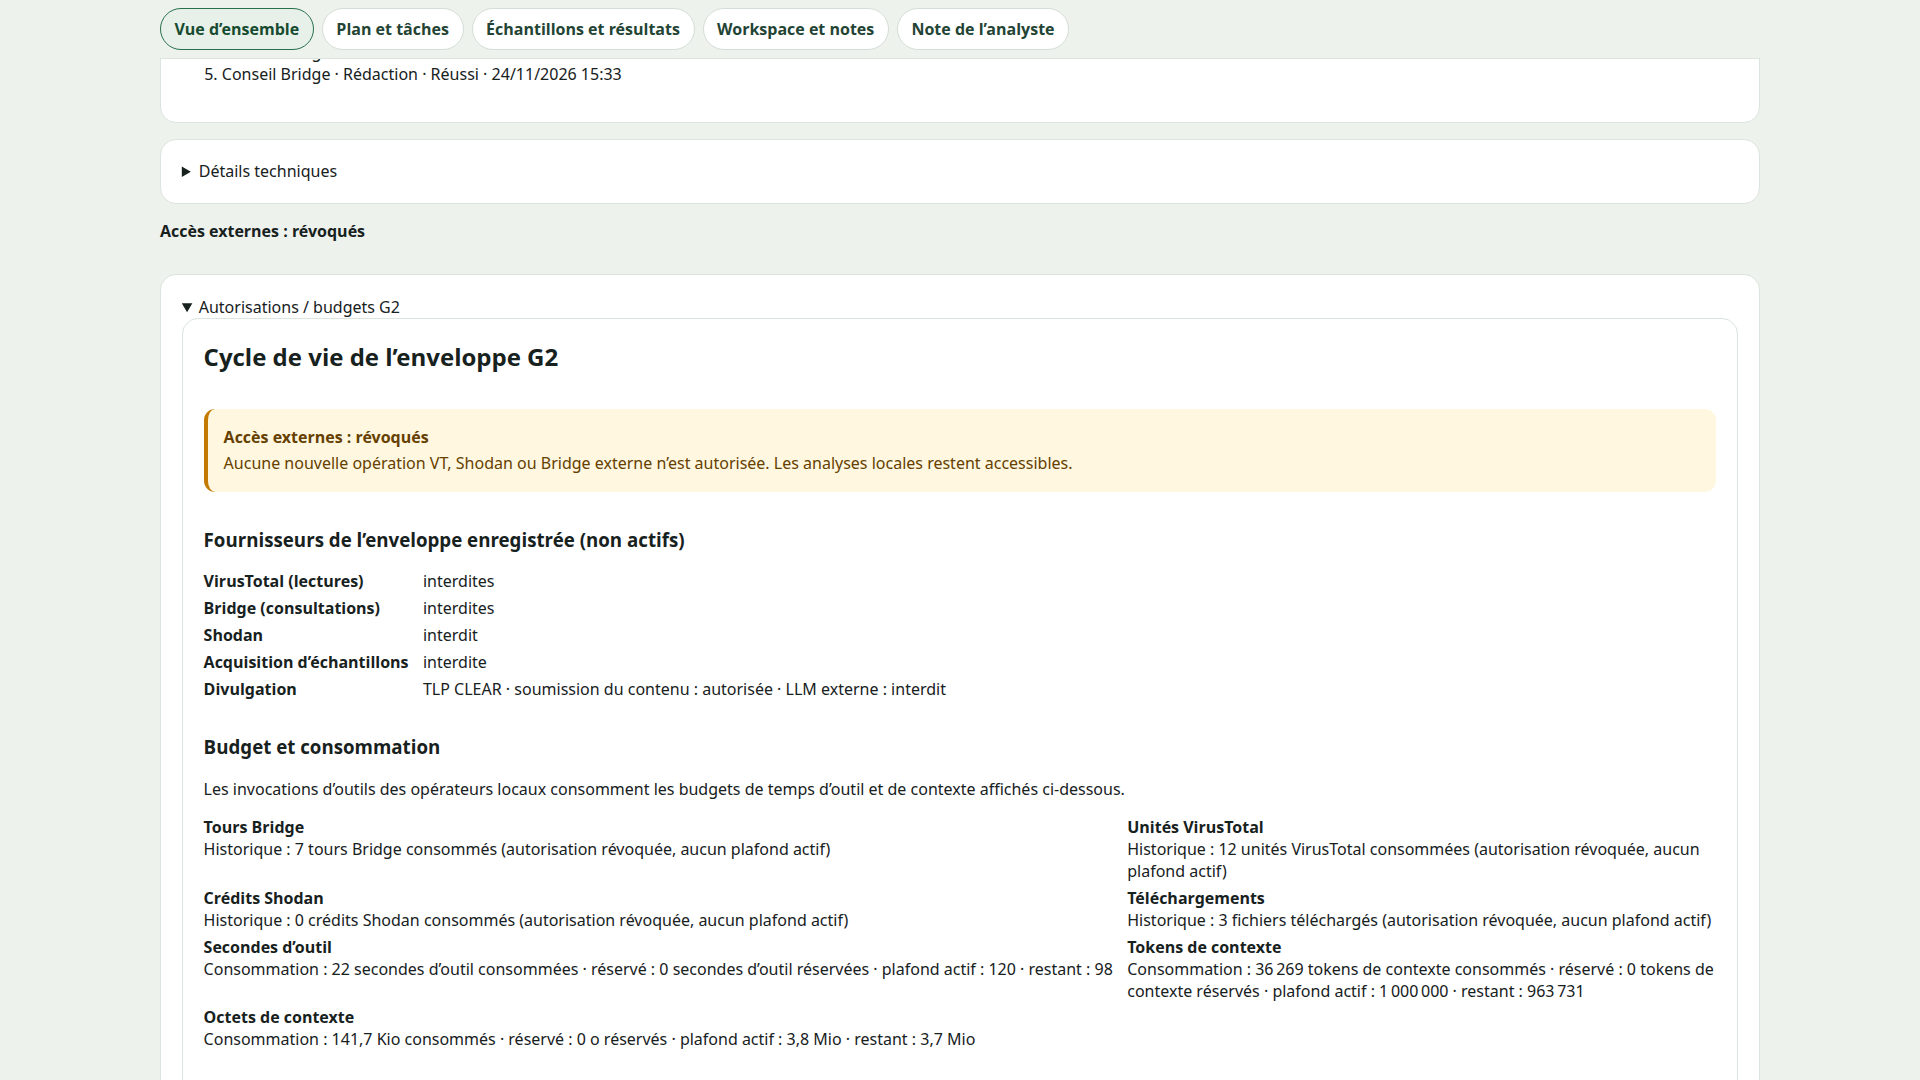 Vue d’ensemble
Plan et tâches
Échantillons et résultats
Workspace et notes
Note de l’analyste
5. Conseil Bridge · Rédaction · Réussi · 24/11/2026 15:33
Détails techniques
Accès externes : révoqués
Autorisations / budgets G2
Cycle de vie de l’enveloppe G2
Accès externes : révoqués
Aucune nouvelle opération VT, Shodan ou Bridge externe n’est autorisée. Les analyses locales restent accessibles.
Fournisseurs de l’enveloppe enregistrée (non actifs)
VirusTotal (lectures) interdites
Bridge (consultations) interdites
Shodan interdit
Acquisition d’échantillons interdite
Divulgation TLP CLEAR · soumission du contenu : autorisée · LLM externe : interdit
Budget et consommation
Les invocations d’outils des opérateurs locaux consomment les budgets de temps d’outil et de contexte affichés ci-dessous.
Tours Bridge
Historique : 7 tours Bridge consommés (autorisation révoquée, aucun plafond actif)
Unités VirusTotal
Historique : 12 unités VirusTotal consommées (autorisation révoquée, aucun
plafond actif)
Crédits Shodan
Historique : 0 crédits Shodan consommés (autorisation révoquée, aucun plafond actif)
Téléchargements
Historique : 3 fichiers téléchargés (autorisation révoquée, aucun plafond actif)
Secondes d’outil
Consommation : 22 secondes d’outil consommées · réservé : 0 secondes d’outil réservées · plafond actif : 120 · restant : 98
Tokens de contexte
Consommation : 36 269 tokens de contexte consommés · réservé : 0 tokens de
contexte réservés · plafond actif : 1 000 000 · restant : 963 731
Octets de contexte
Consommation : 141,7 Kio consommés · réservé : 0 o réservés · plafond actif : 3,8 Mio · restant : 3,7 Mio